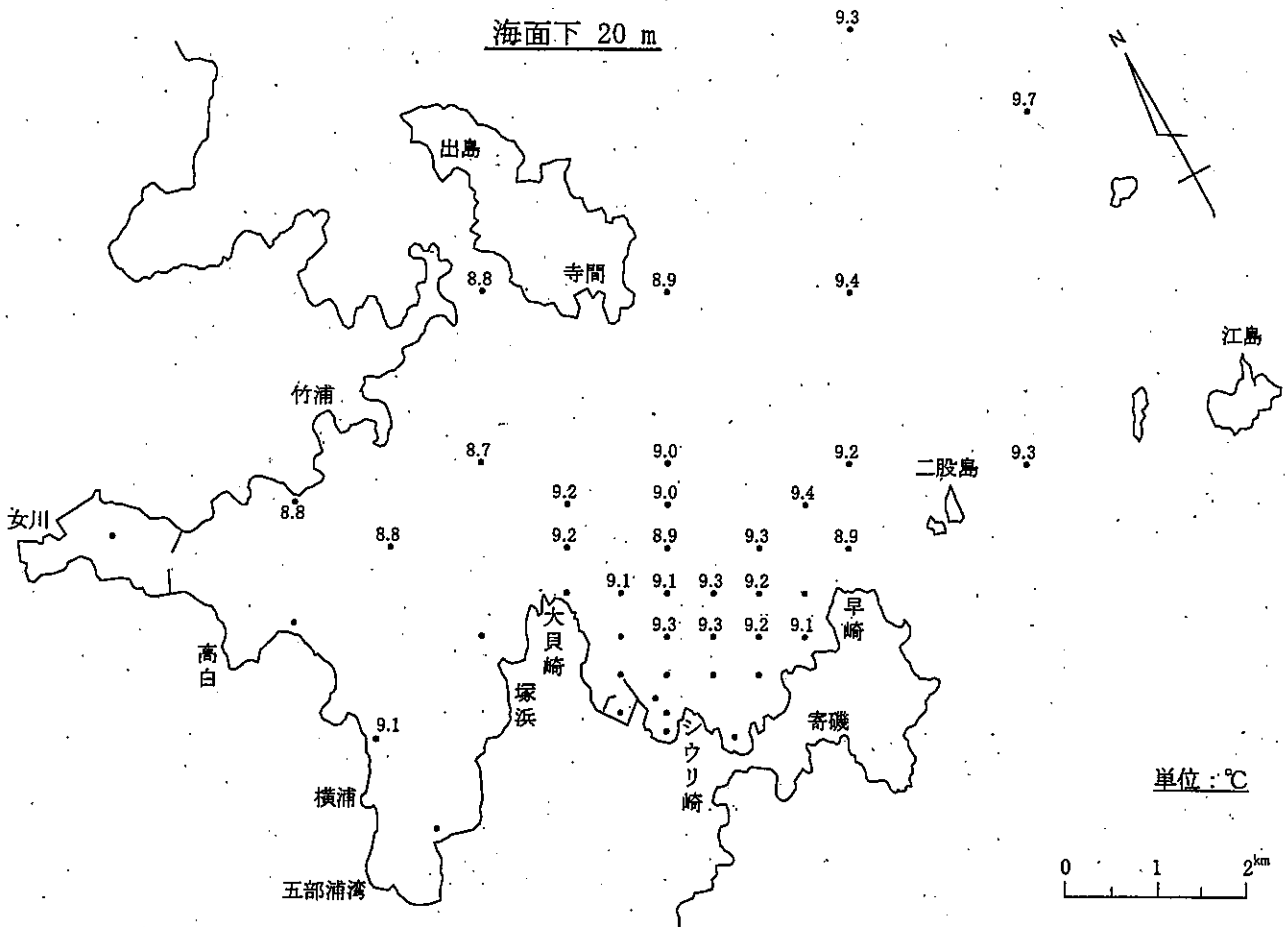 海面下 20 m
9.3
N
9.7
出島
寺間
8.8
8.9
9.4
江島
竹浦
8.7
9.0
9.2
二股島
9.3
9.2
9.0
9.4
女川
8.8
8.8
9.2
8.9
9.3
8.9
9.1
9.1
9.3
9.2
大貝崎
早崎
9.3
9.3
9.2
9.1
高白
塚浜
寄磯
シウリ崎
9.1
横浦
単位:℃
五部浦湾
0 1 2km